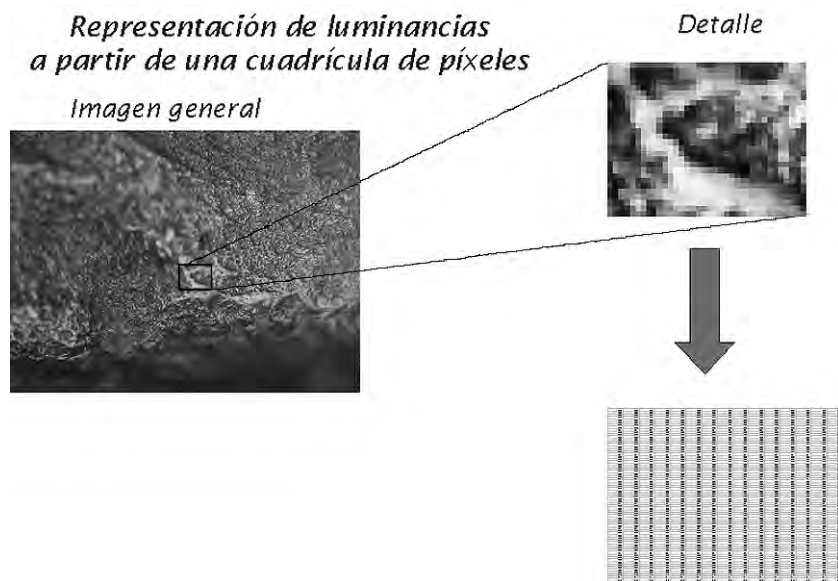 Representación de luminancias
a partir de una cuadrícula de píxeles
Imagen general
Detalle